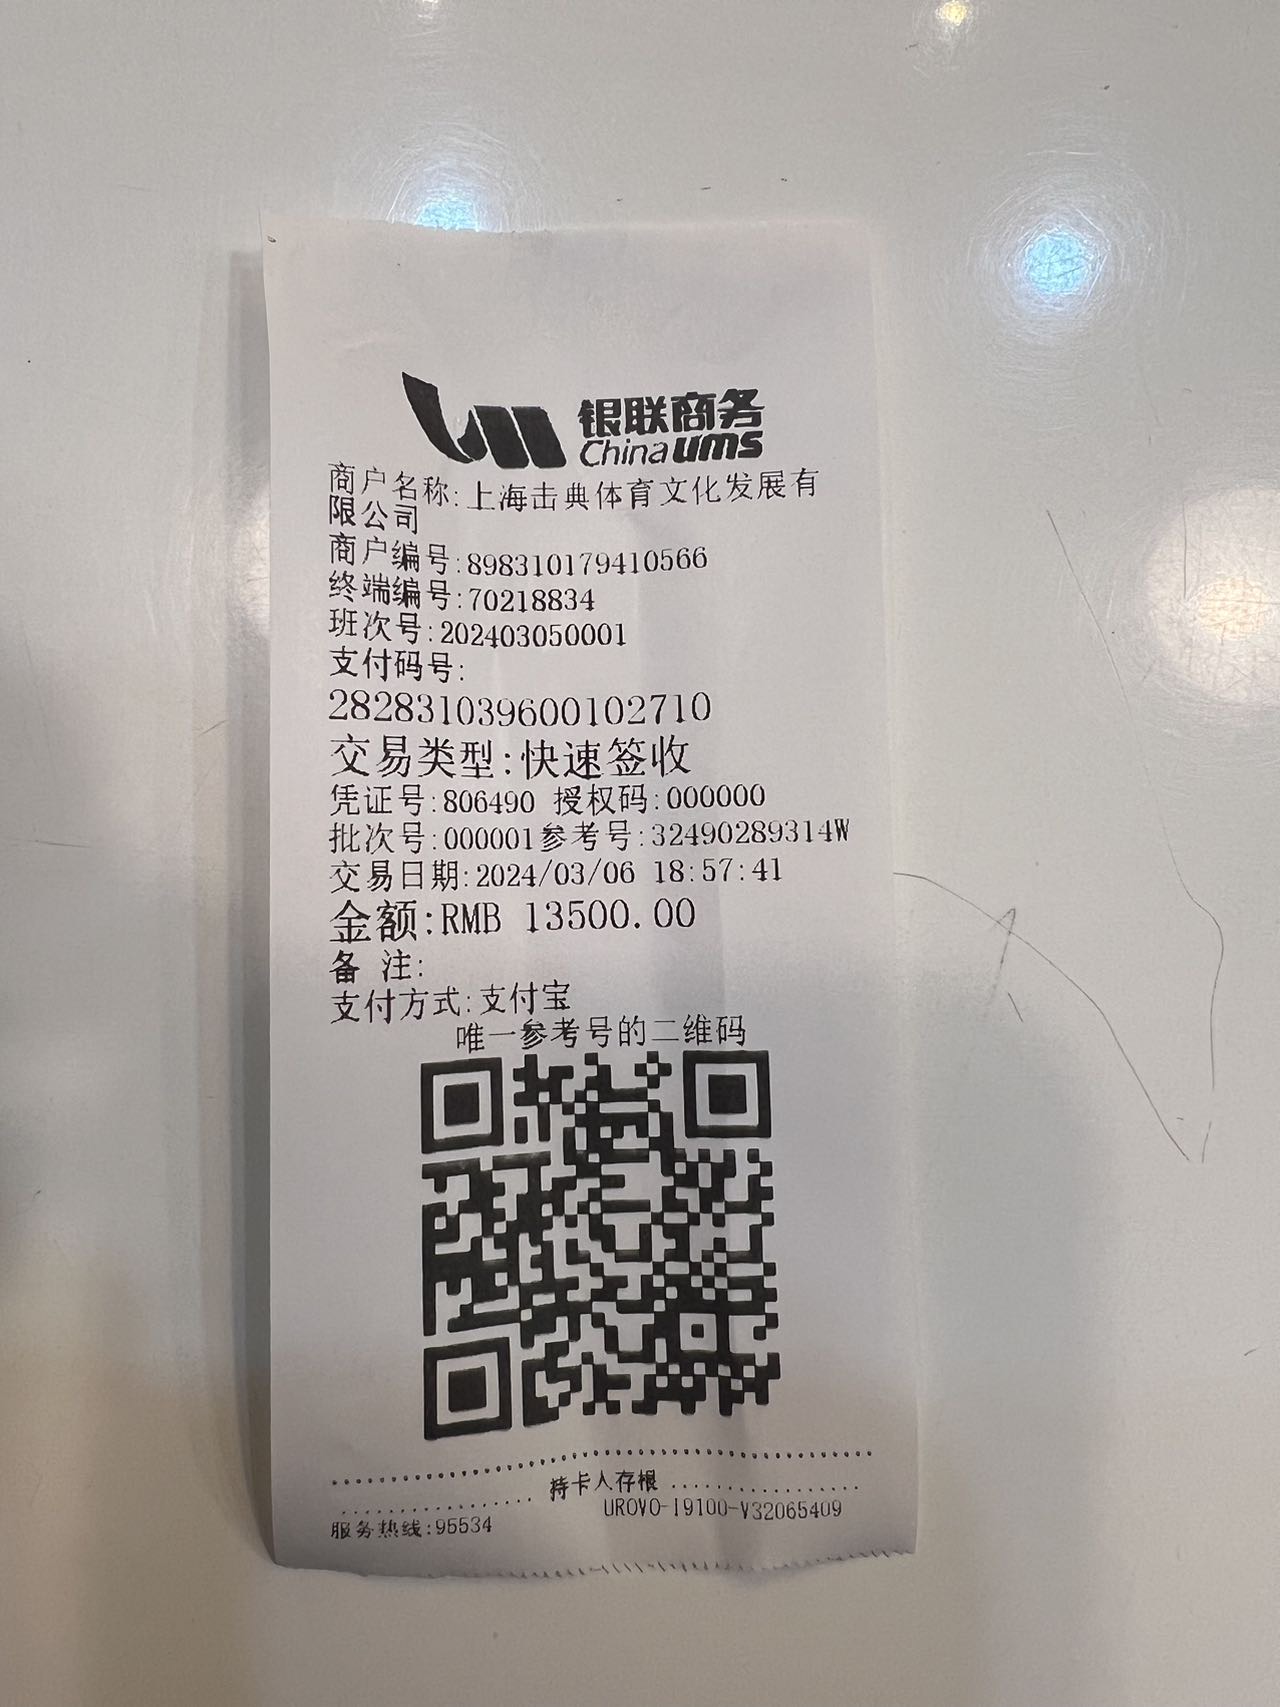 银联商务
Chinaums
商户名称:上海击典体育文化发展有
限公司
商户编号:898310179410566
终端编号:70218834
班次号:202403050001
支付码号:
282831039600102710
交易类型:快速签收
凭证号:806490 授权码:000000
批次号:000001参考号:32490289314W
交易日期:2024/03/06 18:57:41
金额:RMB 13500.00
备 注:
支付方式:支付宝
唯一参考号的二维码
持卡人存根
UROVO-I9100-V32065409
服务热线:95534